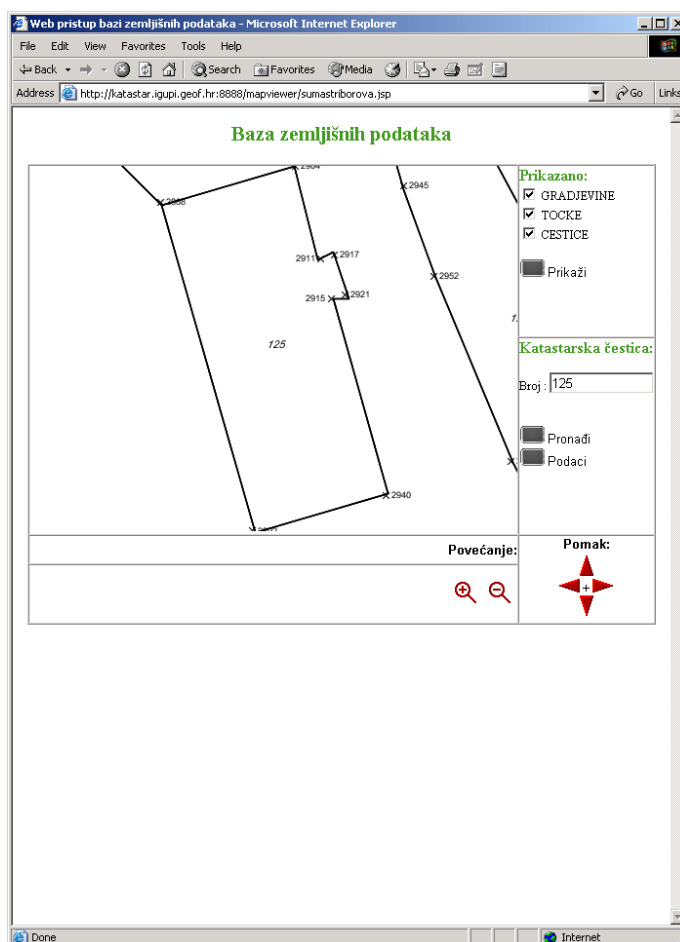 Web pristup bazi zemljišnih podataka - Microsoft Internet Explorer
File Edit View Favorites Tools Help
Back Search Favorites Media
Address http://katastar.igupi.geof.hr:8888/mapviewer/sumastriborova.jsp Go Links
Baza zemljišnih podataka
Prikazano:
GRADJEVINE
TOCKE
CESTICE
Prikaži
2945
2917
2911
2952
2921
2915
125
2940
Katastarska čestica:
Broj : 125
Pronađi
Podaci
Povećanje:
Pomak:
Done Internet